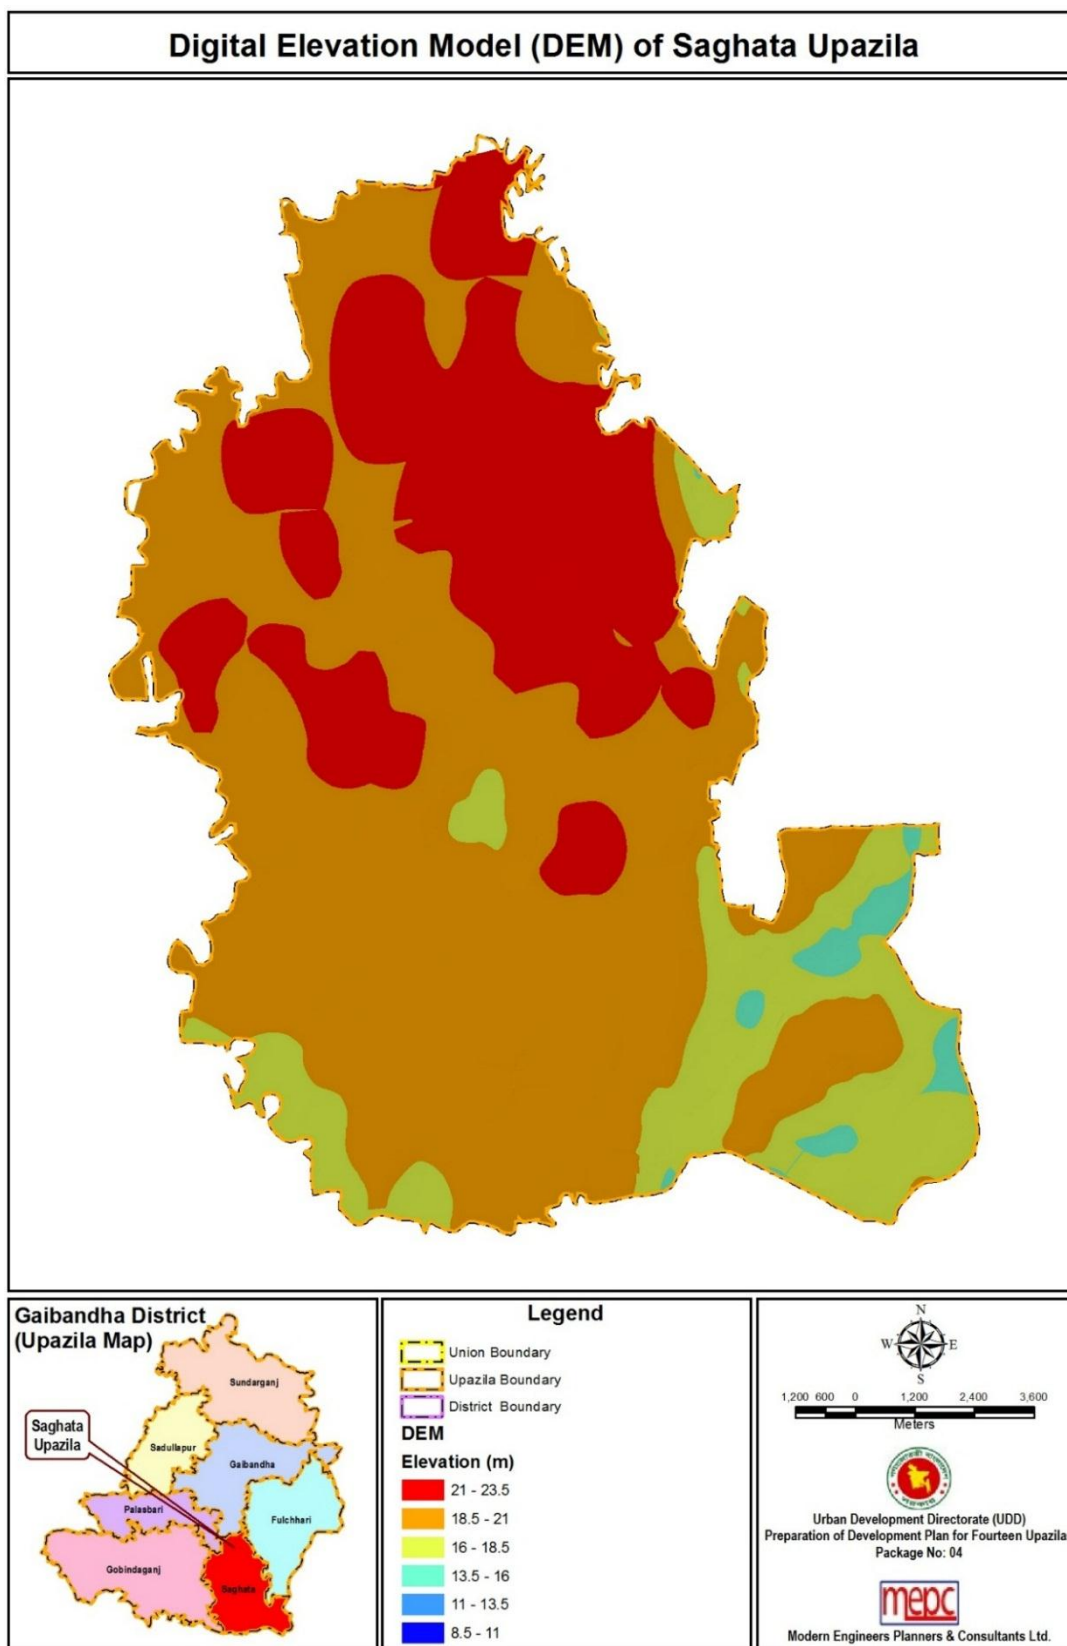 Digital Elevation Model (DEM) of Saghata Upazila
Gaibandha District
(Upazila Map)
Sundarganj
Saghata
Upazila
Sadullapur
Gaibandha
Palasbari
Fulchhari
Gobindaganj
Saghata
Legend
Union Boundary
Upazila Boundary
District Boundary
DEM
Elevation (m)
21 - 23.5
18.5 - 21
16 - 18.5
13.5 - 16
11 - 13.5
8.5 - 11
N
W E
S
1,200 600 0 1,200 2,400 3,600
Meters
Urban Development Directorate (UDD)
Preparation of Development Plan for Fourteen Upazila
Package No: 04
mepc
Modern Engineers Planners & Consultants Ltd.